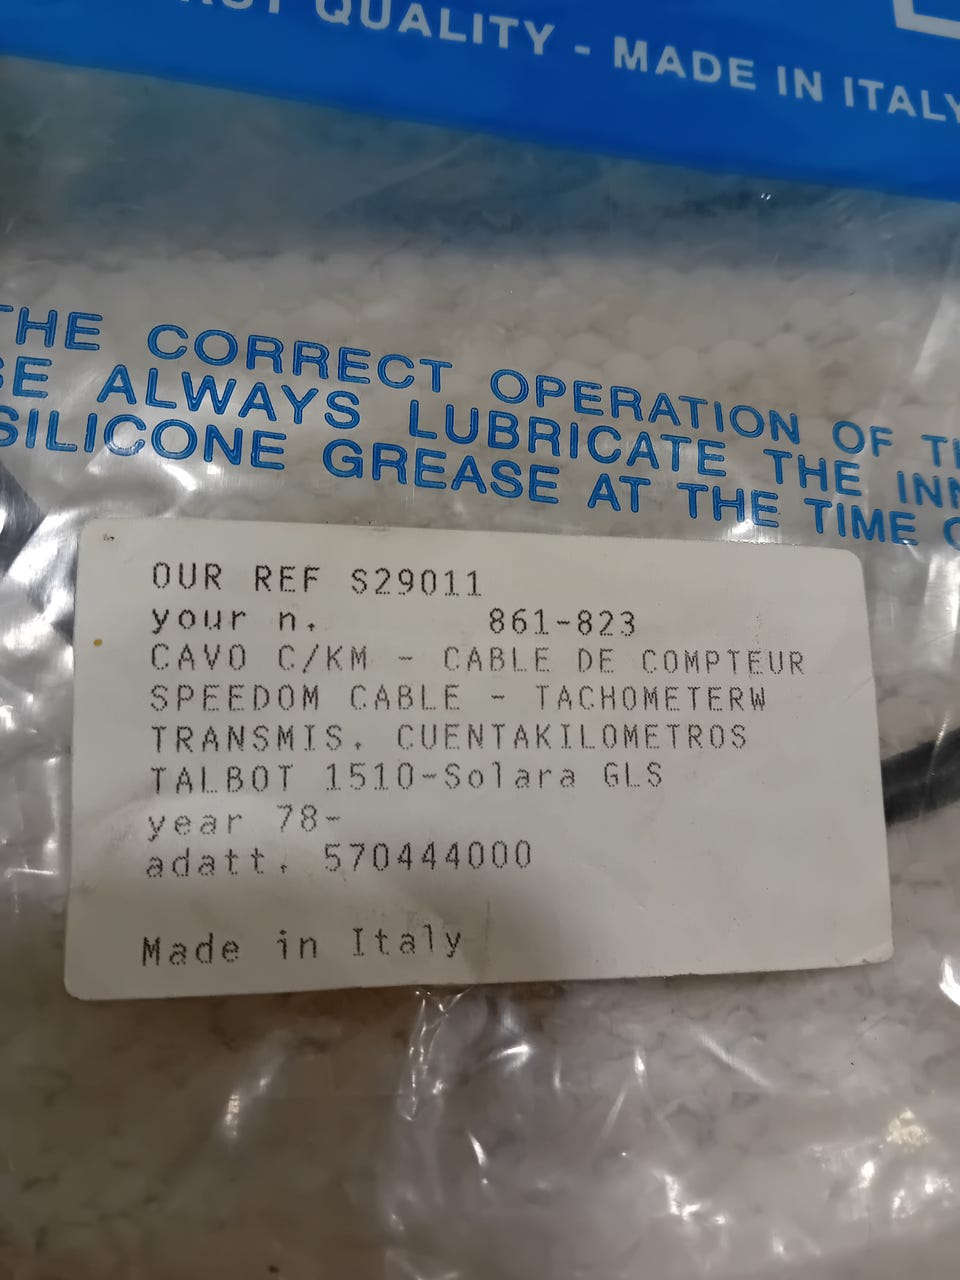 QUALITY - MADE IN ITALY
THE CORRECT OPERATION OF
ALWAYS LUBRICATE THE
SILICONE GREASE AT THE TIME
OUR REF S29011
your n. 861-823
CAVO C/KM - CABLE DE COMPTEUR
SPEEDOM CABLE - TACHOMETERW
TRANSMIS. CUENTAKILOMETROS
TALBOT 1510-Solara GLS
year 78-
adatt. 570444000
Made in Italy